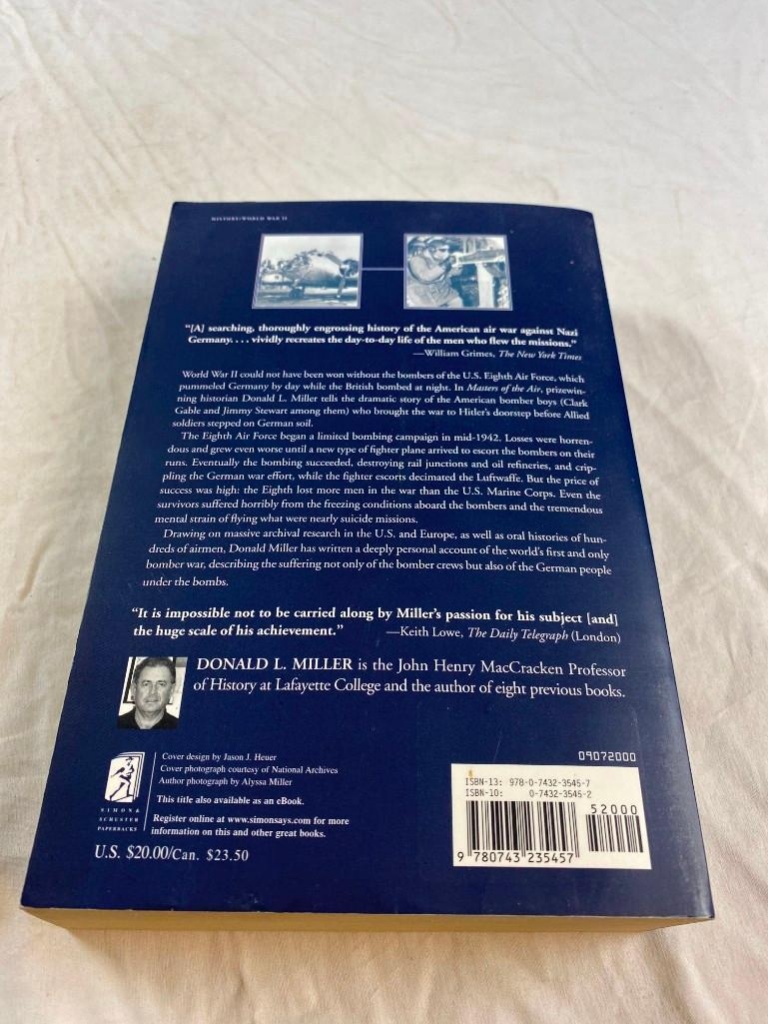 HISTORY/WORLD WAR II
"[A] searching, thoroughly engrossing history of the American air war against Nazi
Germany. . . . vividly recreates the day-to-day life of the men who flew the missions."
—William Grimes, The New York Times
World War II could not have been won without the bombers of the U.S. Eighth Air Force, which
pummeled Germany by day while the British bombed at night. In Masters of the Air, prizewin-
ning historian Donald L. Miller tells the dramatic story of the American bomber boys (Clark
Gable and Jimmy Stewart among them) who brought the war to Hitler's doorstep before Allied
soldiers stepped on German soil.
The Eighth Air Force began a limited bombing campaign in mid-1942. Losses were horren-
dous and grew even worse until a new type of fighter plane arrived to escort the bombers on their
runs. Eventually the bombing succeeded, destroying rail junctions and oil refineries, and crip-
pling the German war effort, while the fighter escorts decimated the Luftwaffe. But the price of
success was high: the Eighth lost more men in the war than the U.S. Marine Corps. Even the
survivors suffered horribly from the freezing conditions aboard the bombers and the tremendous
mental strain of flying what were nearly suicide missions.
Drawing on massive archival research in the U.S. and Europe, as well as oral histories of hun-
dreds of airmen, Donald Miller has written a deeply personal account of the world's first and only
bomber war, describing the suffering not only of the bomber crews but also of the German people
under the bombs.
"It is impossible not to be carried along by Miller's passion for his subject [and]
the huge scale of his achievement." —Keith Lowe, The Daily Telegraph (London)
DONALD L. MILLER is the John Henry MacCracken Professor
of History at Lafayette College and the author of eight previous books.
Cover design by Jason J. Heuer
Cover photograph courtesy of National Archives
Author photograph by Alyssa Miller
This title also available as an eBook.
Register online at www.simonsays.com for more
information on this and other great books.
SIMON &
SCHUSTER
PAPERBACKS
U.S. $20.00/Can. $23.50
09072000
ISBN-13: 978-0-7432-3545-7
ISBN-10: 0-7432-3545-2
52000
9 780743 235457